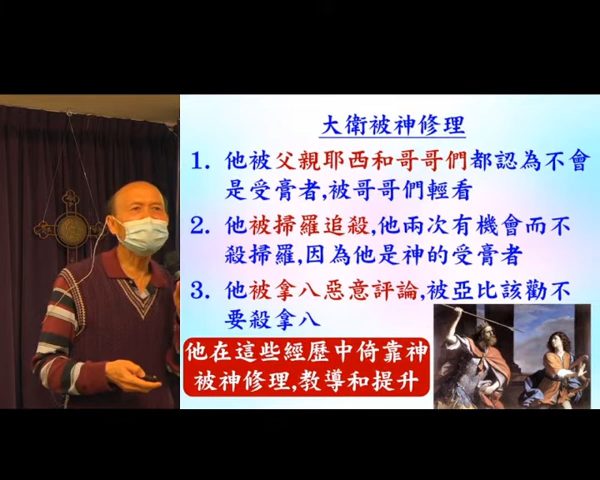 大衛被神修理
1. 他被父親耶西和哥哥們都認為不會
是受膏者,被哥哥們輕看
2. 他被掃羅追殺,他兩次有機會而不
殺掃羅,因為他是神的受膏者
3. 他被拿八惡意評論,被亞比該勸不
要殺拿八
他在這些經歷中倚靠神
被神修理,教導和提升